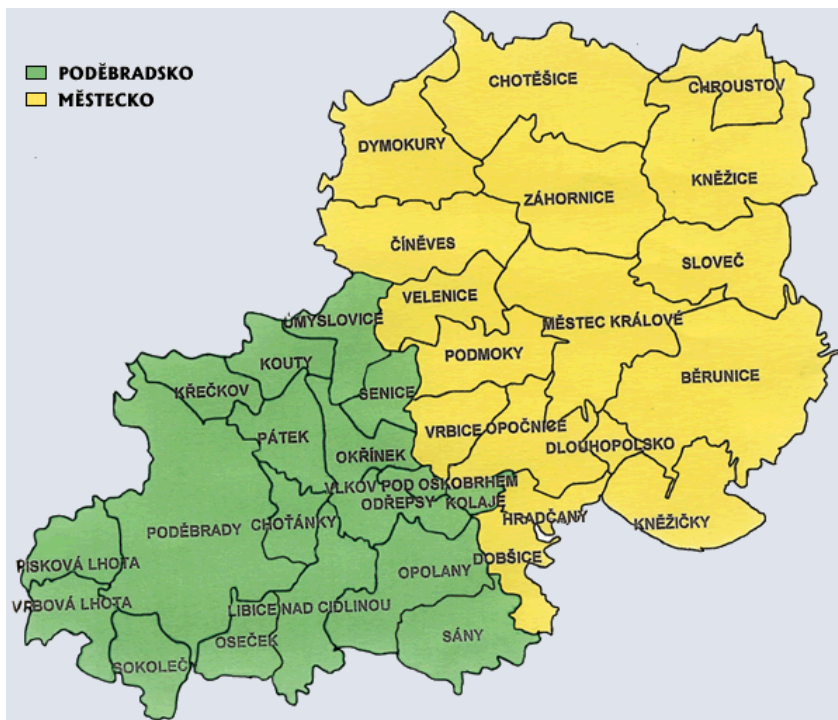 PODĚBRADSKO
MĚSTECKO
CHOTĚŠICE
CHROUSTOV
DYMOKURY
KNĚŽICE
ZÁHORNICE
ČÍNĚVES
SLOVEČ
VELENICE
ÚMYSLOVICE
MĚSTEC KRÁLOVÉ
PODMOKY
KOUTY
BĚRUNICE
KŘEČKOV
SENICE
VRBICE
OPOČNICE
PÁTEK
DLOUHOPOLSKO
OKŘÍNEK
VLKOV POD OSKOBRHEM
ODŘEPSY
KOLAJE
HRADČANY
KNĚŽIČKY
PODĚBRADY
CHOŤÁNKY
DOBŠICE
PÍSKOVÁ LHOTA
OPOLANY
VRBOVÁ LHOTA
LIBICE NAD CIDLINOU
SÁNY
OSEČEK
SOKOLEČ